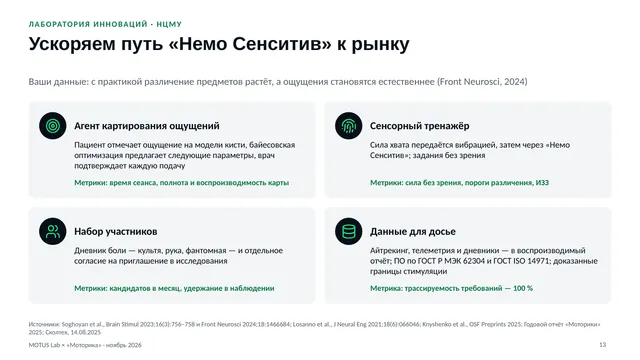 ЛАБОРАТОРИЯ ИННОВАЦИЙ · НЦМУ
Ускоряем путь «Немо Сенситив» к рынку
Ваши данные: с практикой различение предметов растёт, а ощущения становятся естественнее (Front Neurosci, 2024)
Агент картирования ощущений
Пациент отмечает ощущение на модели кисти, байесовская
оптимизация предлагает следующие параметры, врач
подтверждает каждую подачу
Метрики: время сеанса, полнота и воспроизводимость карты
Сенсорный тренажёр
Сила хвата передаётся вибрацией, затем через «Немо
Сенситив»; задания без зрения
Метрики: сила без зрения, пороги различения, ИЗЗ
Набор участников
Дневник боли — культя, рука, фантомная — и отдельное
согласие на приглашение в исследования
Метрики: кандидатов в месяц, удержание в наблюдении
Данные для досье
Айтрекинг, телеметрия и дневники — в воспроизводимый
отчёт; ПО по ГОСТ Р МЭК 62304 и ГОСТ ISO 14971; доказанные
границы стимуляции
Метрика: трассируемость требований — 100 %
Источники: Soghoyan et al., Brain Stimul 2023;16(3):756–758 и Front Neurosci 2024;18:1466684; Losanno et al., J Neural Eng 2021;18(6):066046; Knyshenko et al., OSF Preprints 2025; Годовой отчёт «Моторики»
2025; Сколтех, 14.08.2025
MOTUS Lab × «Моторика» · ноябрь 2026
13